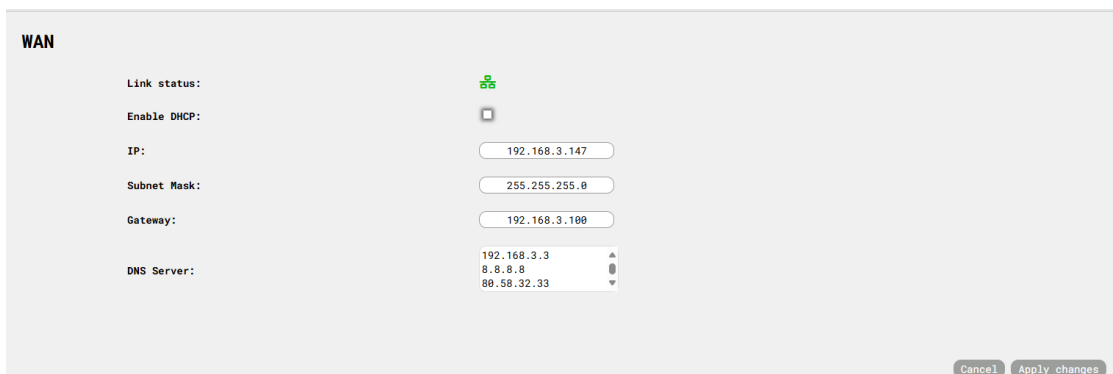 WAN
Link status:
Enable DHCP:
IP: 192.168.3.147
Subnet Mask: 255.255.255.0
Gateway: 192.168.3.100
DNS Server:
192.168.3.3
8.8.8.8
80.58.32.33
Cancel Apply changes